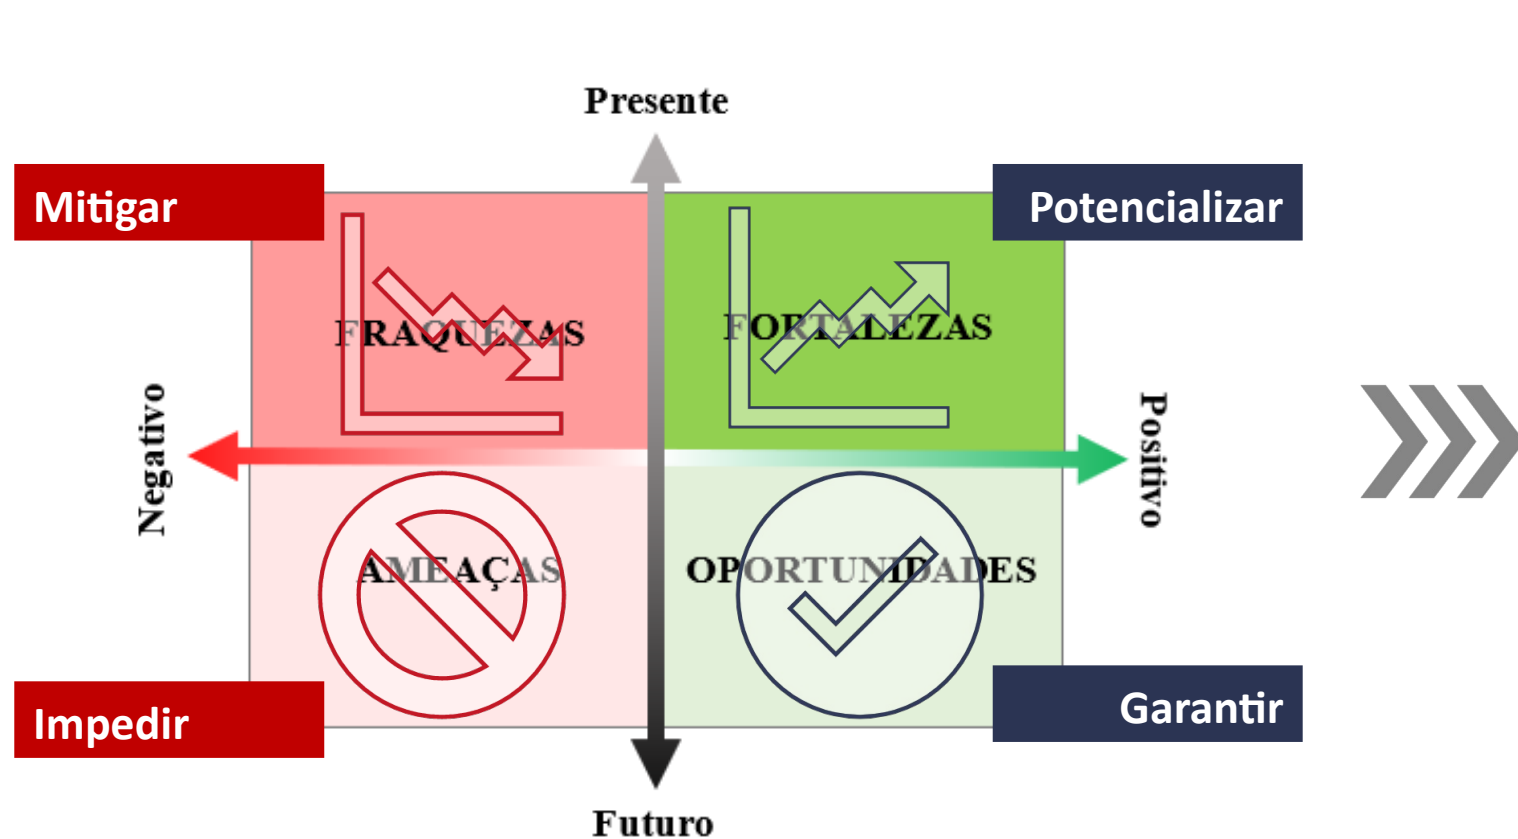 Presente
Mitigar
Potencializar
FRAQUEZAS
FORTALEZAS
Negativo
Positivo
AMEAÇAS
OPORTUNIDADES
Impedir
Garantir
Futuro